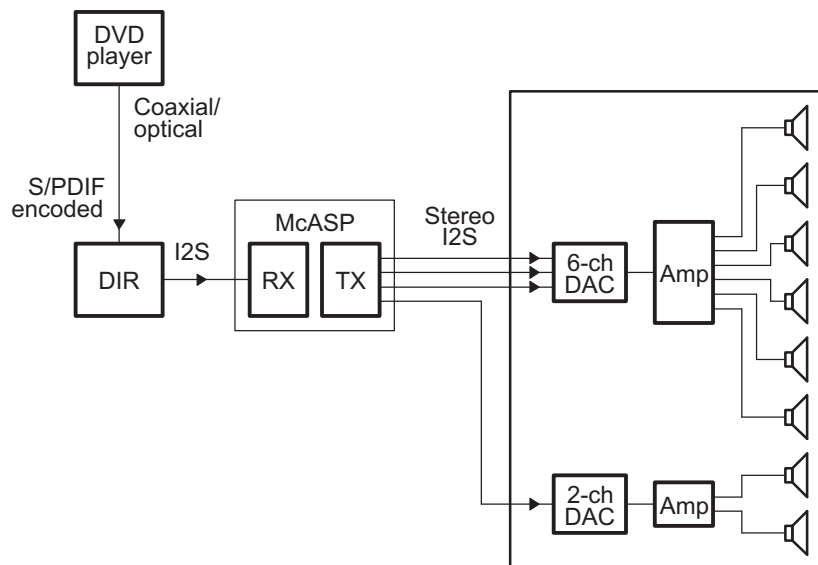 DVD
player
Coaxial/
optical
S/PDIF
encoded
DIR
I2S
McASP
RX
TX
Stereo
I2S
6-ch
DAC
Amp
2-ch
DAC
Amp